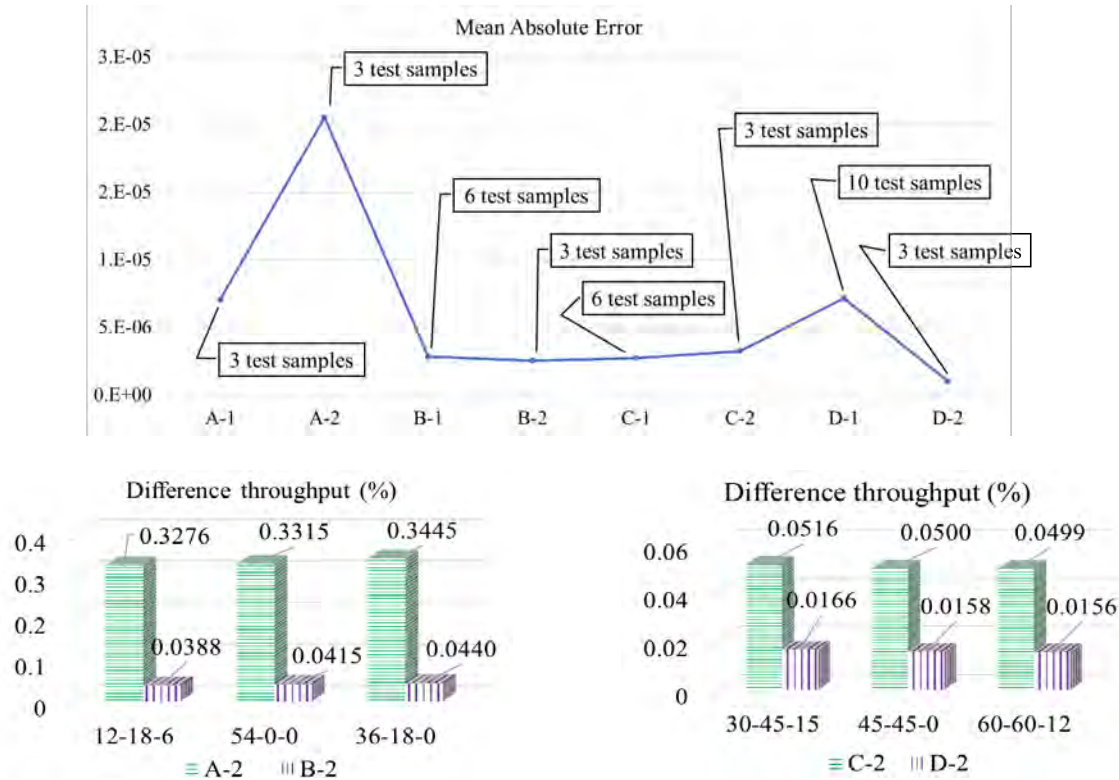 Mean Absolute Error
3.E-05
3 test samples
2.E-05
3 test samples
2.E-05
10 test samples
6 test samples
3 test samples
3 test samples
1.E-05
6 test samples
5.E-06
3 test samples
0.E+00
A-1 A-2 B-1 B-2 C-1 C-2 D-1 D-2
Difference throughput (%)
0.4
0.3
0.2
0.1
0
0.3276 0.3315 0.3445
0.0388 0.0415 0.0440
12-18-6 54-0-0 36-18-0
A-2 B-2
Difference throughput (%)
0.06
0.04
0.02
0
0.0516 0.0500 0.0499
0.0166 0.0158 0.0156
30-45-15 45-45-0 60-60-12
C-2 D-2